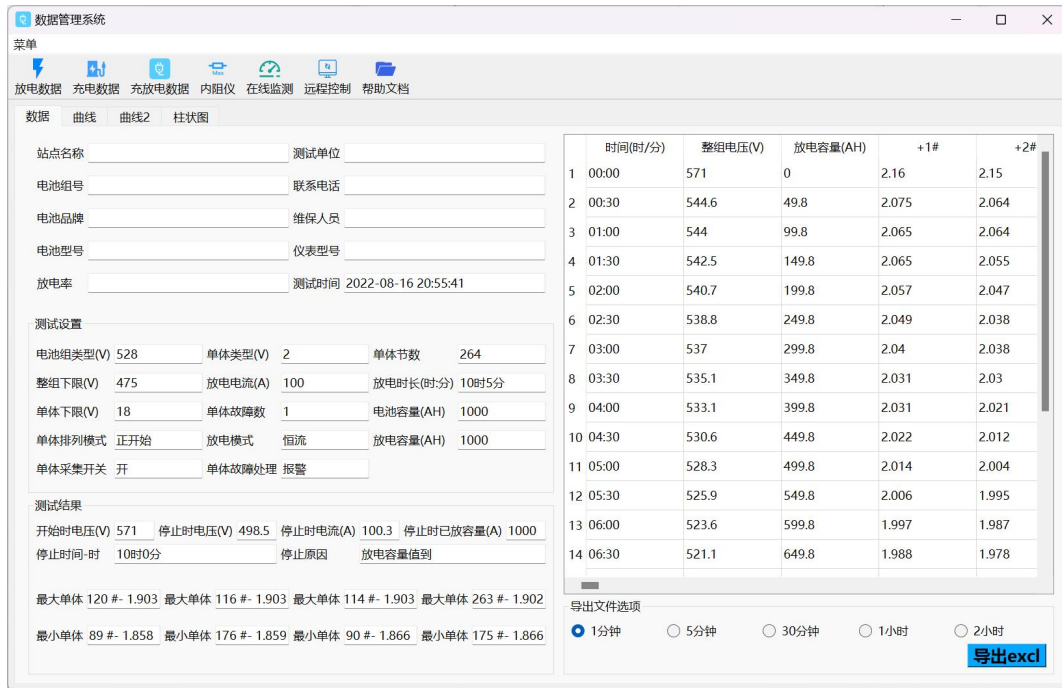 数据管理系统
菜单
放电数据 充电数据 充放电数据 内阻仪 在线监测 远程控制 帮助文档
数据 曲线 曲线2 柱状图
站点名称 测试单位
电池组号 联系电话
电池品牌 维保人员
电池型号 仪表型号
放电率 测试时间 2022-08-16 20:55:41
测试设置
电池组类型(V) 528 单体类型(V) 2 单体节数 264
整组下限(V) 475 放电电流(A) 100 放电时长(时:分) 10时5分
单体下限(V) 18 单体故障数 1 电池容量(AH) 1000
单体排列模式 正开始 放电模式 恒流 放电容量(AH) 1000
单体采集开关 开 单体故障处理 报警
测试结果
开始时电压(V) 571 停止时电压(V) 498.5 停止时电流(A) 100.3 停止时已放容量(A) 1000
停止时间-时 10时0分 停止原因 放电容量值到
最大单体 120 #- 1.903 最大单体 116 #- 1.903 最大单体 114 #- 1.903 最大单体 263 #- 1.902
最小单体 89 #- 1.858 最小单体 176 #- 1.859 最小单体 90 #- 1.866 最小单体 175 #- 1.866
时间(时/分) 整组电压(V) 放电容量(AH) +1# +2#
1 00:00 571 0 2.16 2.15
2 00:30 544.6 49.8 2.075 2.064
3 01:00 544 99.8 2.065 2.064
4 01:30 542.5 149.8 2.065 2.055
5 02:00 540.7 199.8 2.057 2.047
6 02:30 538.8 249.8 2.049 2.038
7 03:00 537 299.8 2.04 2.038
8 03:30 535.1 349.8 2.031 2.03
9 04:00 533.1 399.8 2.031 2.021
10 04:30 530.6 449.8 2.022 2.012
11 05:00 528.3 499.8 2.014 2.004
12 05:30 525.9 549.8 2.006 1.995
13 06:00 523.6 599.8 1.997 1.987
14 06:30 521.1 649.8 1.988 1.978
导出文件选项
1分钟 5分钟 30分钟 1小时 2小时
导出excl